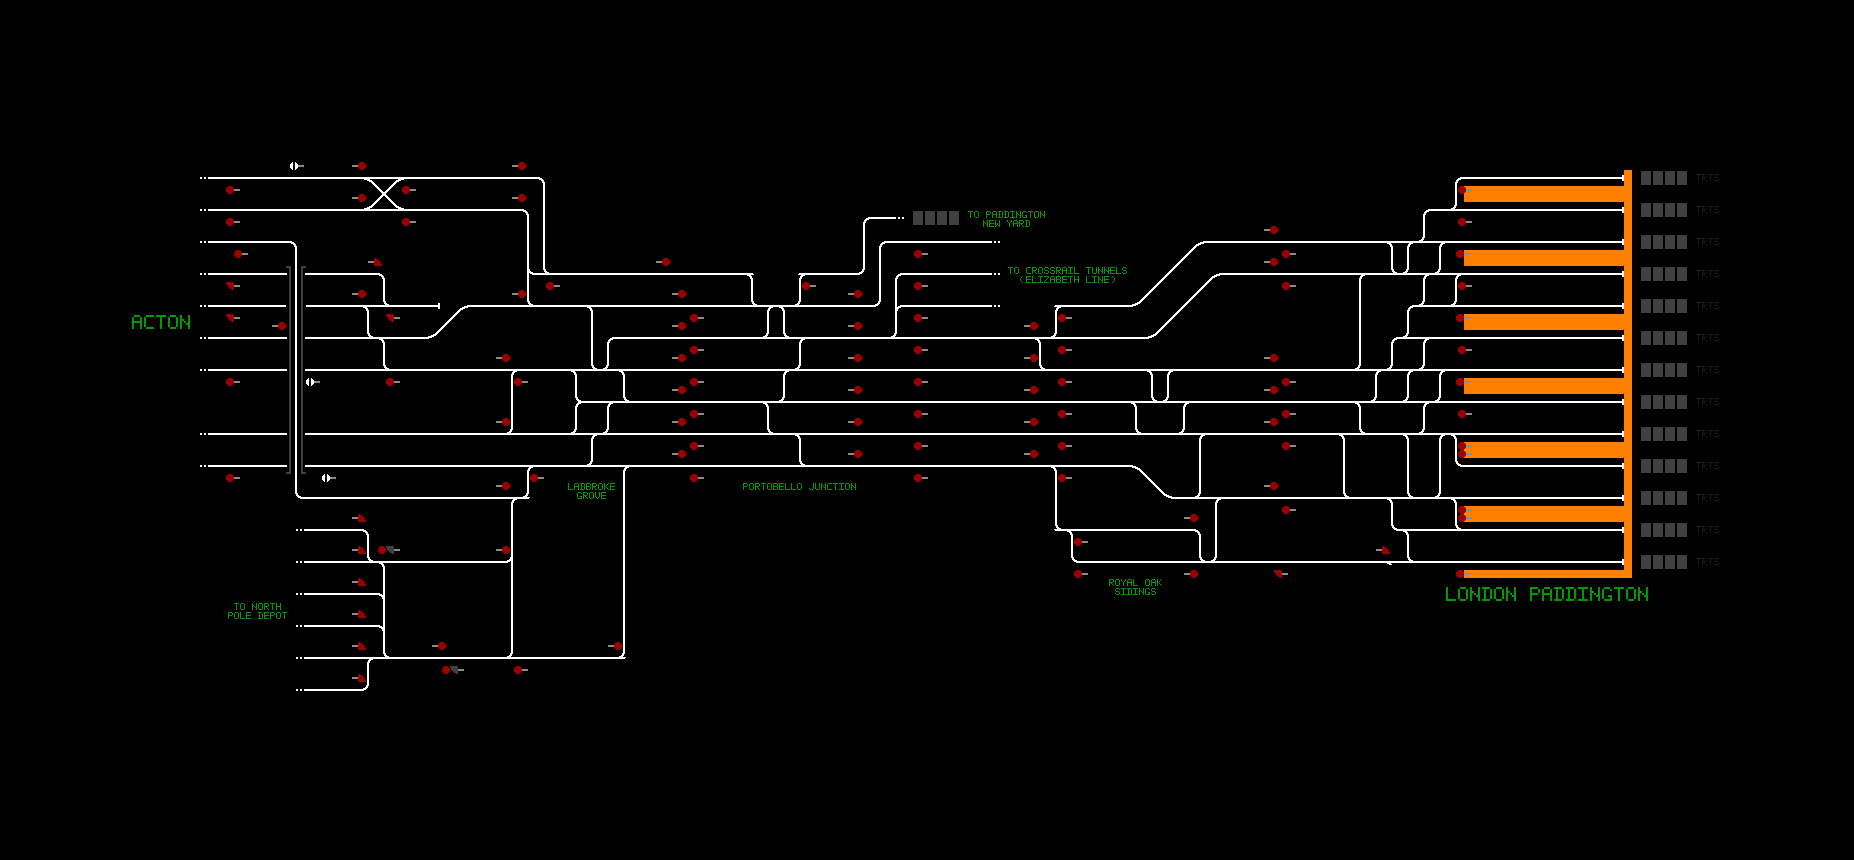 TRTS
TRTS
TO PADDINGTON
NEW YARD
TRTS
TO CROSSRAIL TUNNELS
(ELIZABETH LINE)
TRTS
TRTS
ACTON
TRTS
TRTS
TRTS
TRTS
TRTS
LADBROKE
GROVE
PORTOBELLO JUNCTION
TRTS
TRTS
TRTS
ROYAL OAK
SIDINGS
LONDON PADDINGTON
TO NORTH
POLE DEPOT